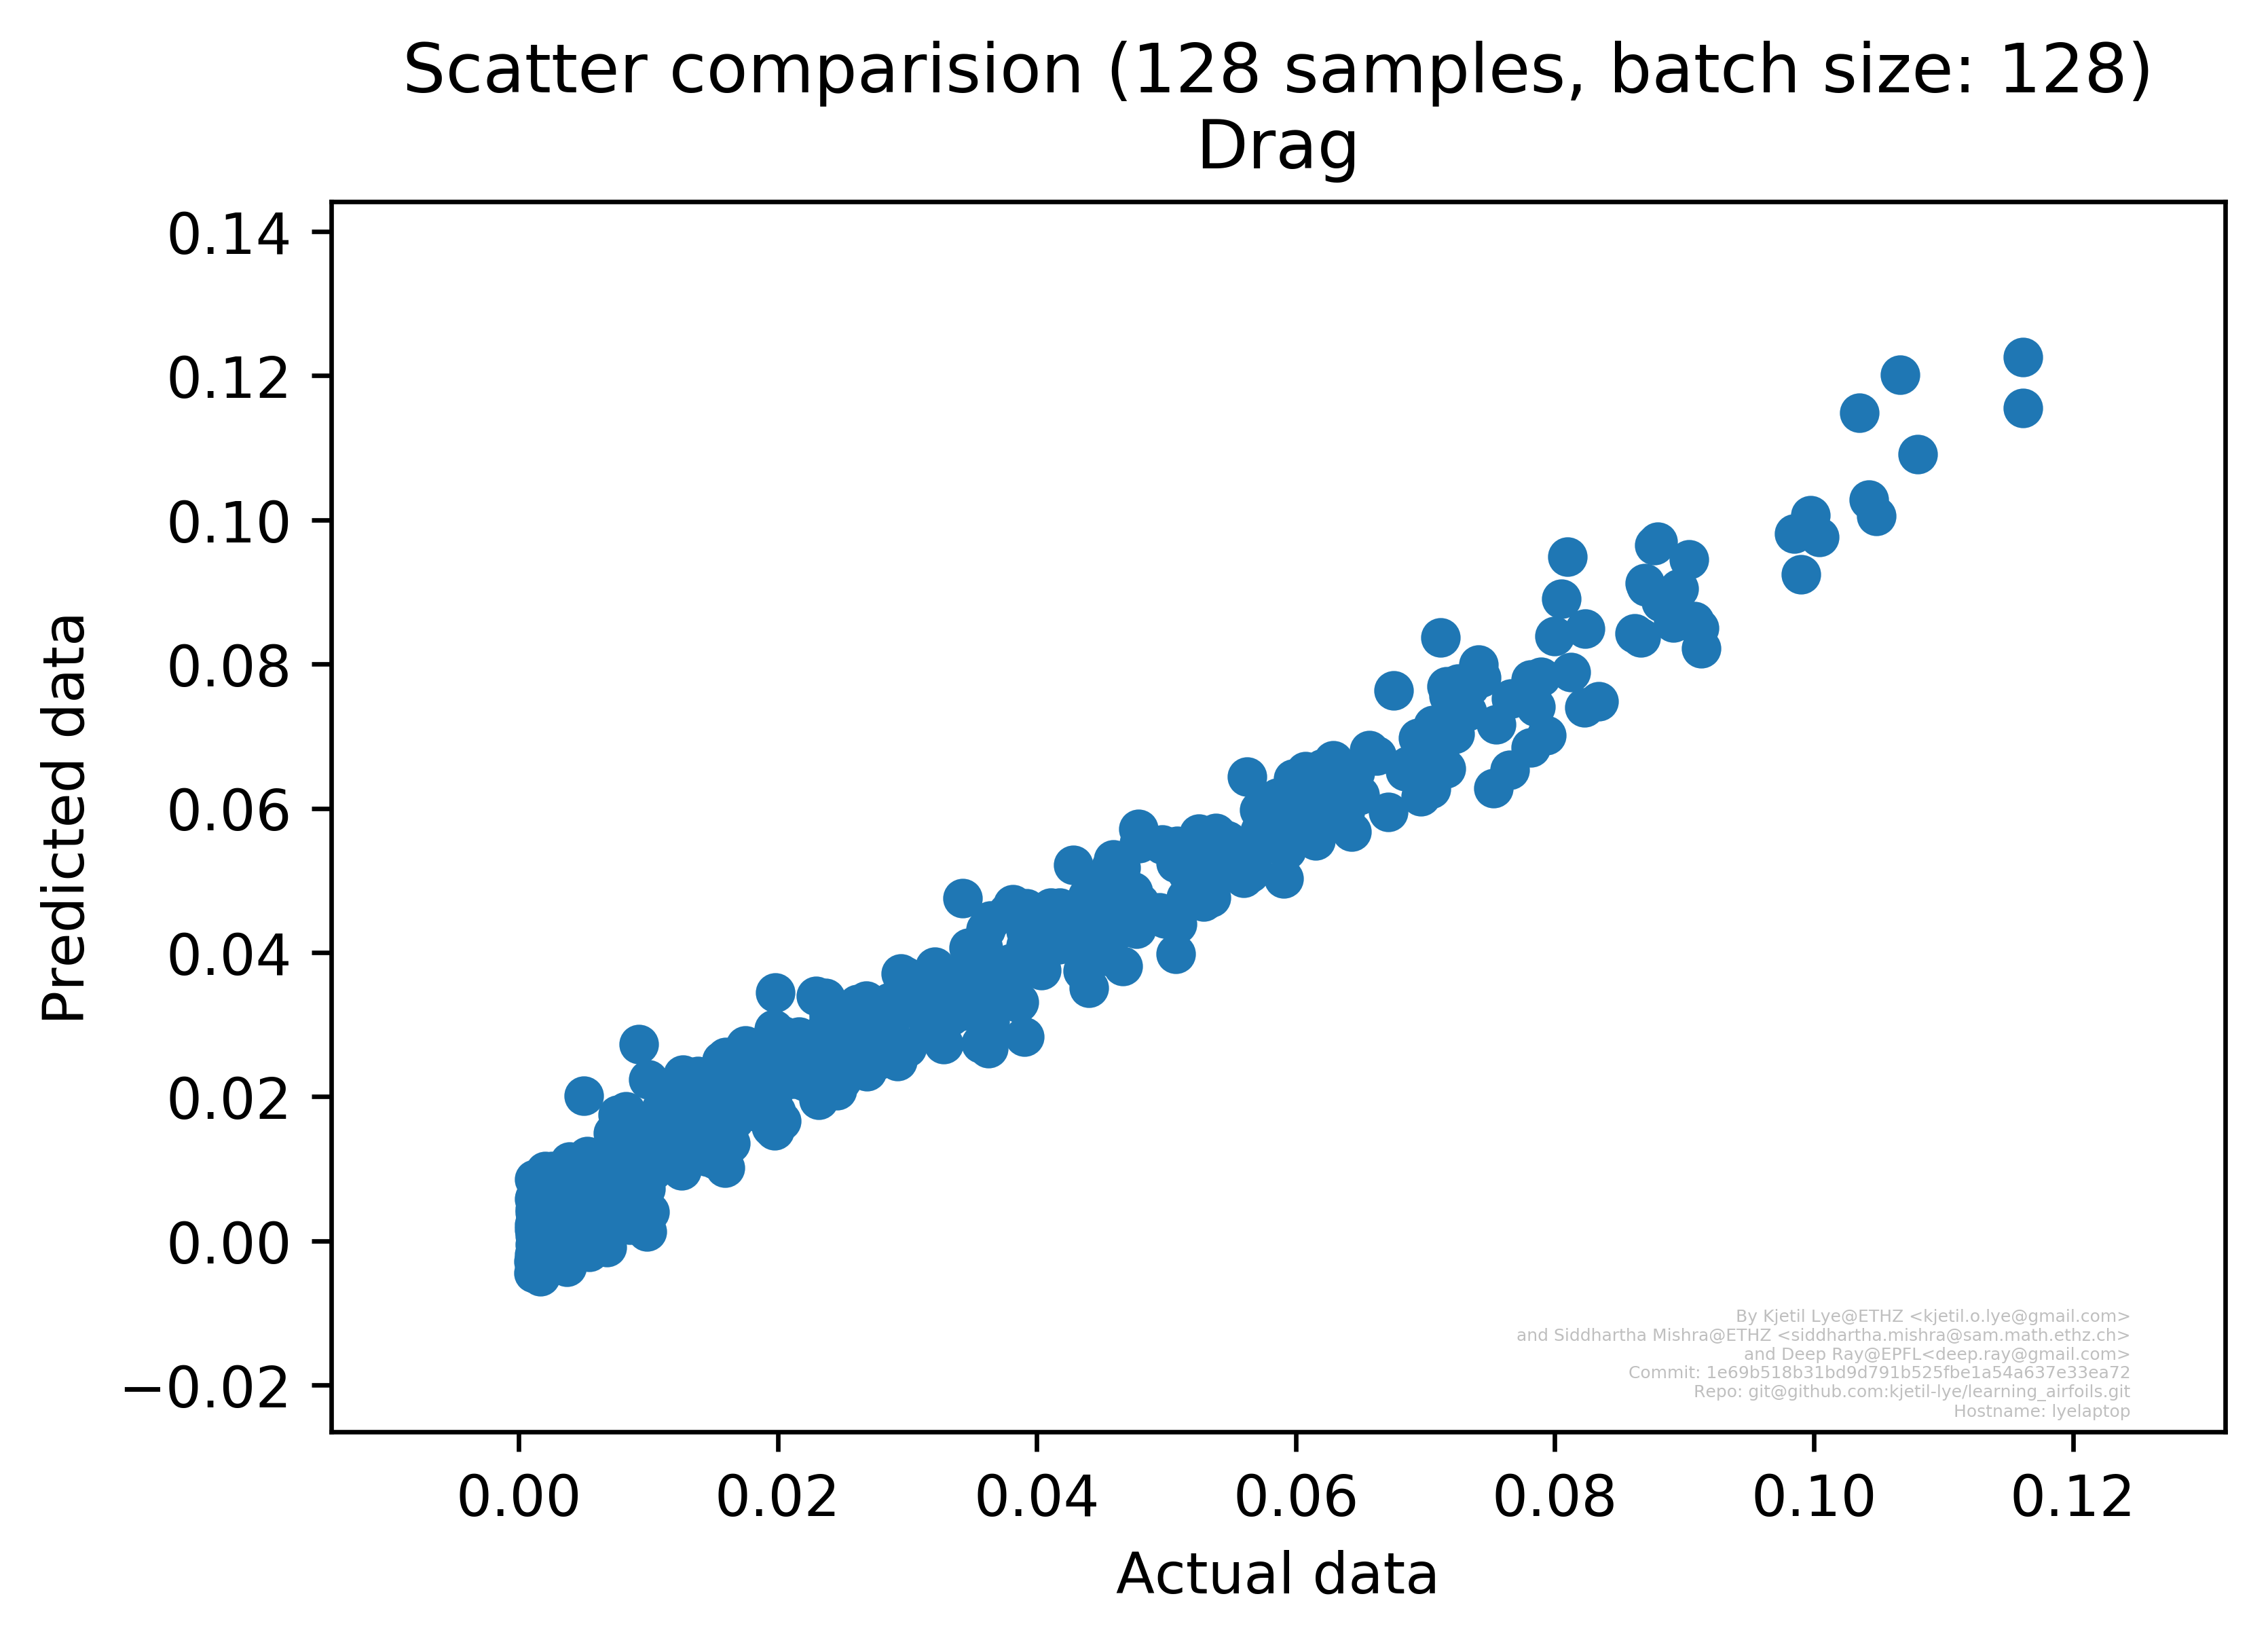 Scatter comparision (128 samples, batch size: 128)
Drag
0.14
0.12
0.10
0.08
0.06
0.04
0.02
0.00
−0.02
Predicted data
By Kjetil Lye@ETHZ <kjetil.o.lye@gmail.com>
and Siddhartha Mishra@ETHZ <siddhartha.mishra@sam.math.ethz.ch>
and Deep Ray@EPFL<deep.ray@gmail.com>
Commit: 1e69b518b31bd9d791b525fbe1a54a637e33ea72
Repo: git@github.com:kjetil-lye/learning_airfoils.git
Hostname: lyelaptop
0.00 0.02 0.04 0.06 0.08 0.10 0.12
Actual data